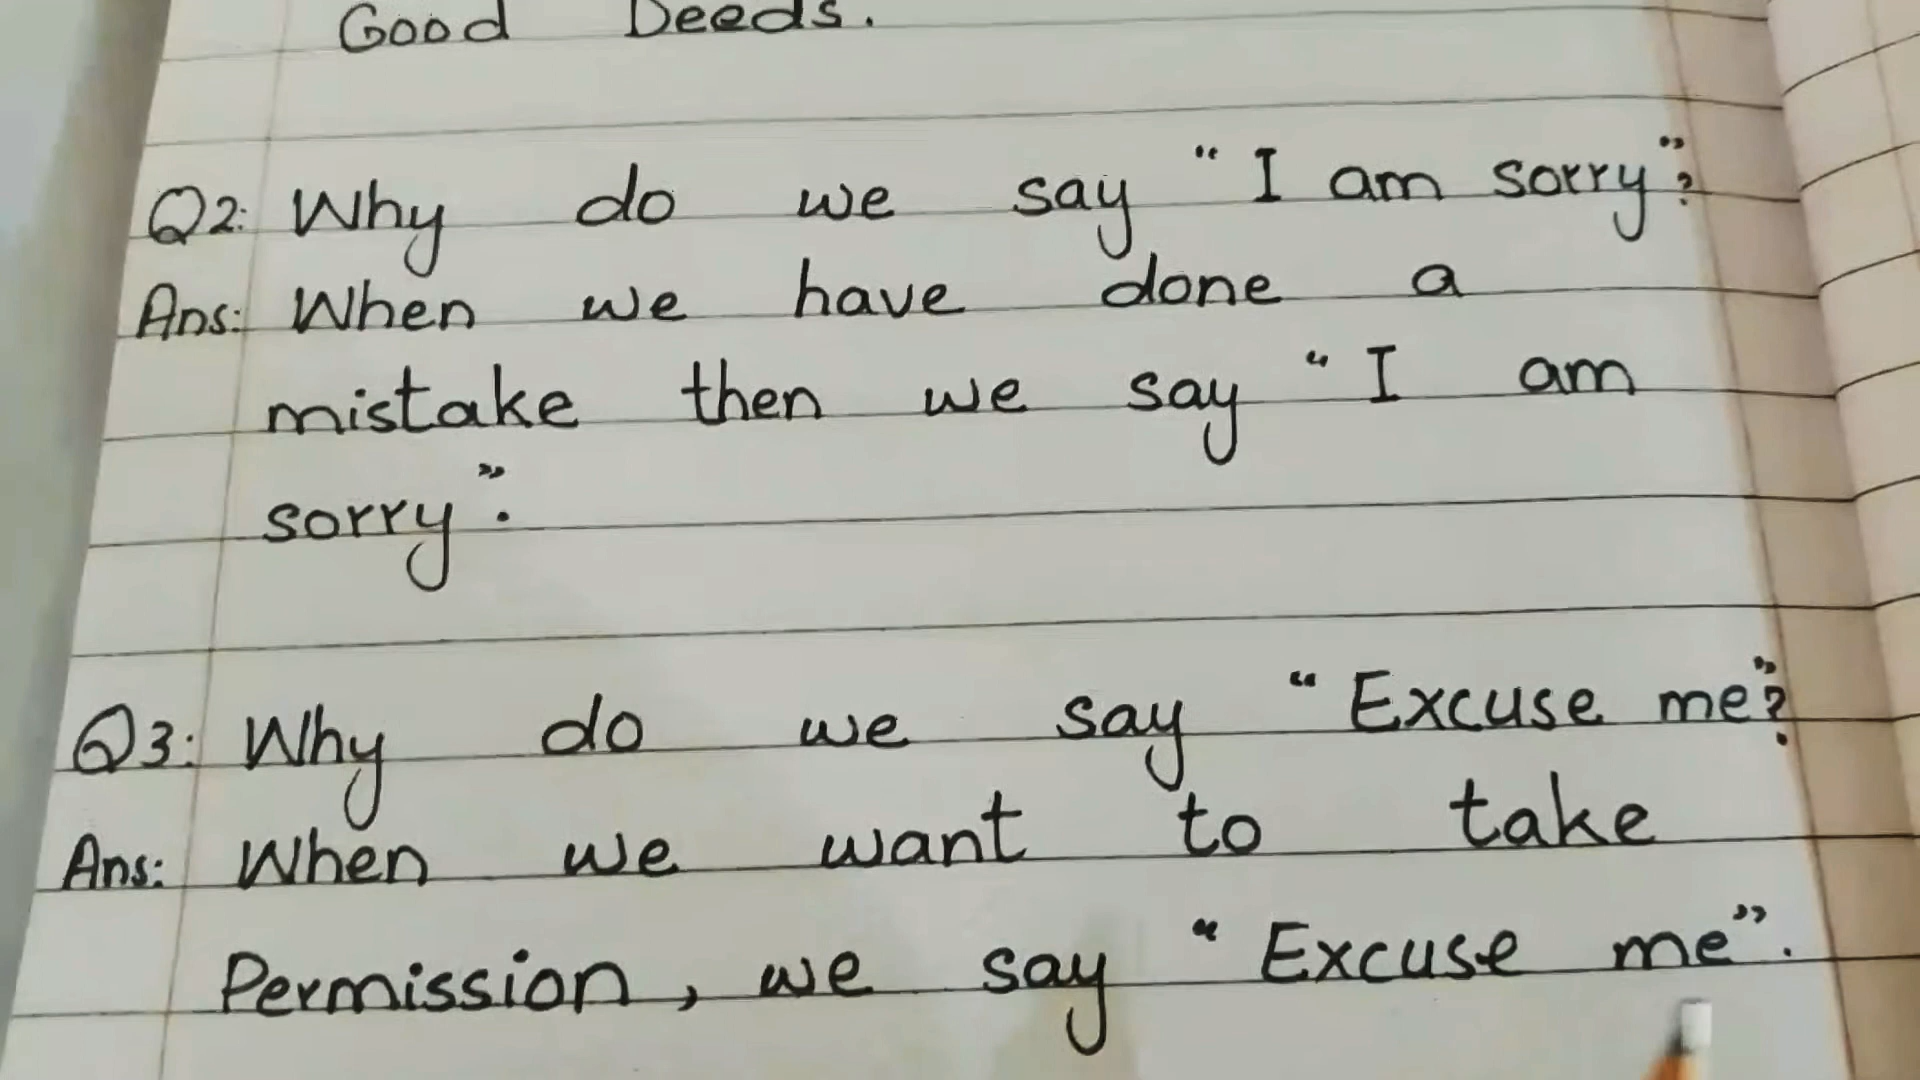 Good Deeds.
Q2: Why do we say "I am sorry"?
Ans: When we have done a
mistake then we say "I am
sorry".
Q3: Why do we say "Excuse me"?
Ans: When we want to take
Permission, we say "Excuse me".